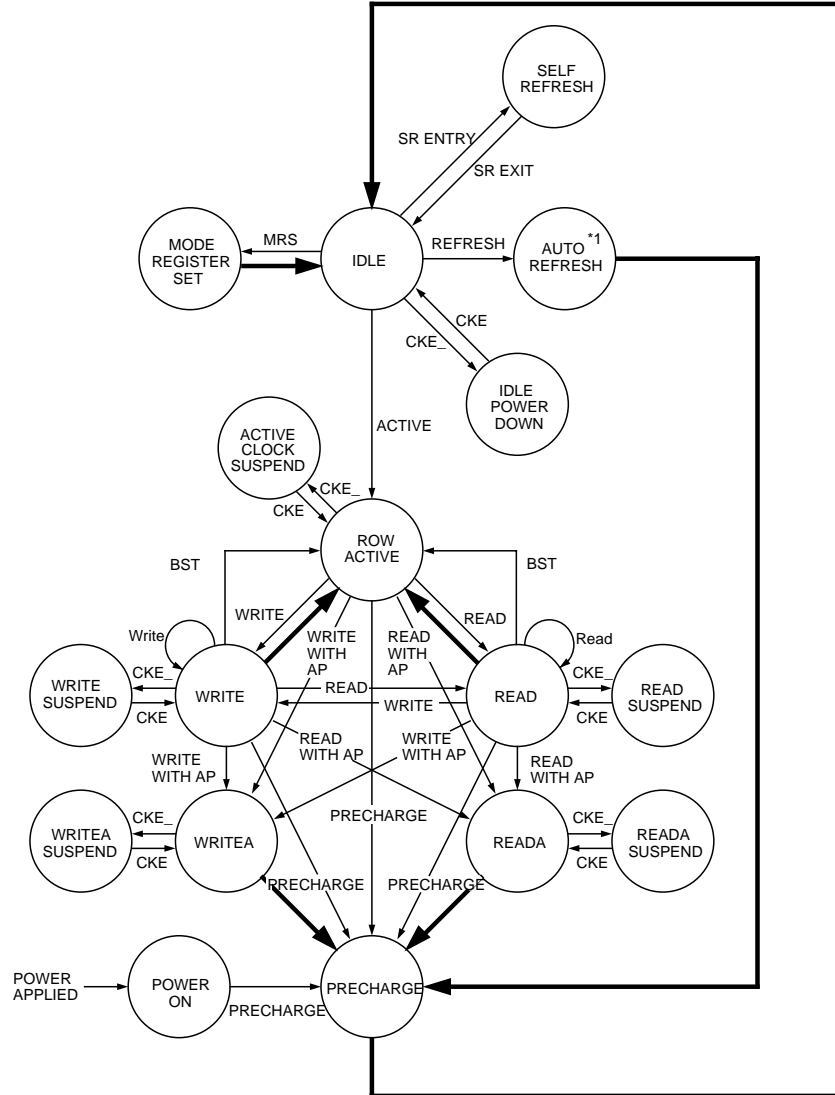 SELF
REFRESH
SR ENTRY
SR EXIT
MODE
REGISTER
SET
MRS
IDLE
REFRESH
AUTO *1
REFRESH
CKE
CKE_
IDLE
POWER
DOWN
ACTIVE
ACTIVE
CLOCK
SUSPEND
CKE_
CKE
ROW
ACTIVE
BST
BST
WRITE
READ
Write
WRITE
WITH
AP
READ
WITH
AP
Read
WRITE
SUSPEND
CKE_
CKE
WRITE
READ
WRITE
READ
CKE_
CKE
READ
SUSPEND
WRITE
WITH AP
READ
WITH AP
WRITE
WITH AP
READ
WITH AP
WRITEA
SUSPEND
CKE_
CKE
WRITEA
PRECHARGE
READA
CKE_
CKE
READA
SUSPEND
PRECHARGE
PRECHARGE
POWER
APPLIED
POWER
ON
PRECHARGE
PRECHARGE